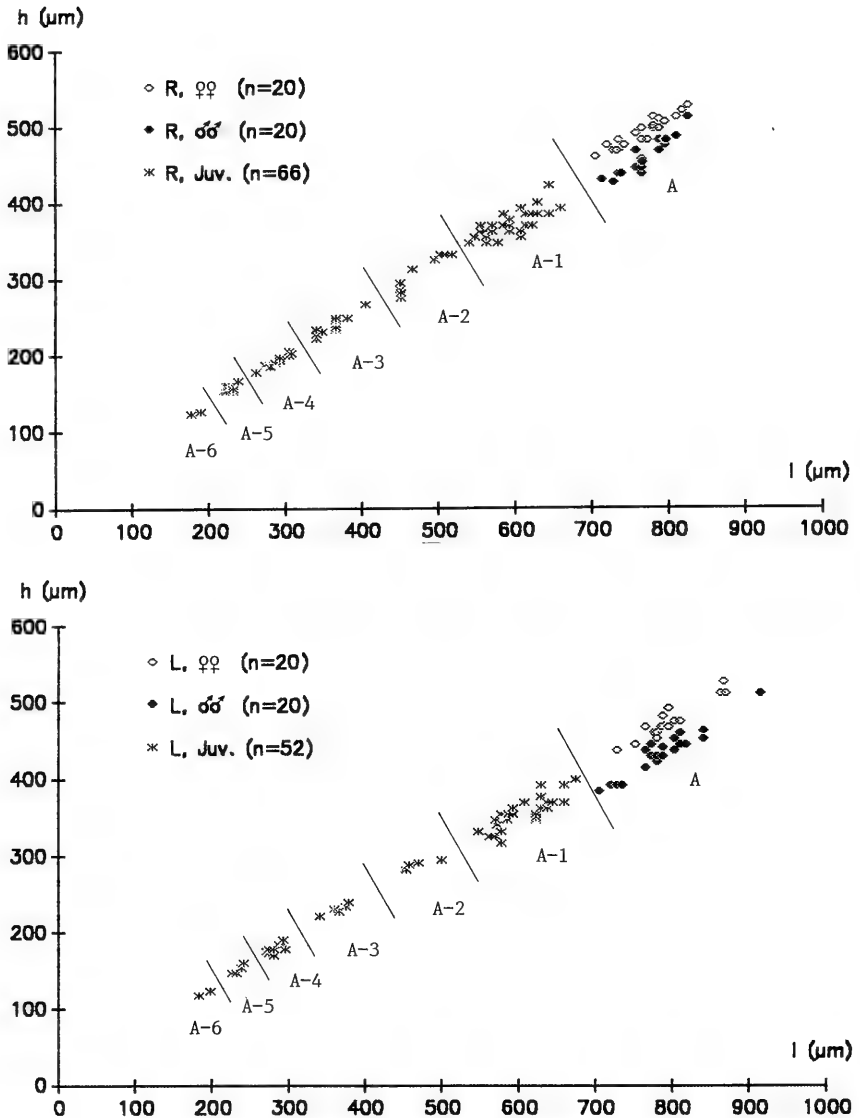 h (μm)
600
500
400
300
200
100
0
R, ♀♀ (n=20)
R, ♂♂ (n=20)
R, Juv. (n=66)
A
A-1
A-2
A-3
A-4
A-5
A-6
l (μm)
0 100 200 300 400 500 600 700 800 900 1000
h (μm)
600
500
400
300
200
100
0
L, ♀♀ (n=20)
L, ♂♂ (n=20)
L, Juv. (n=52)
A
A-1
A-2
A-3
A-4
A-5
A-6
l (μm)
0 100 200 300 400 500 600 700 800 900 1000